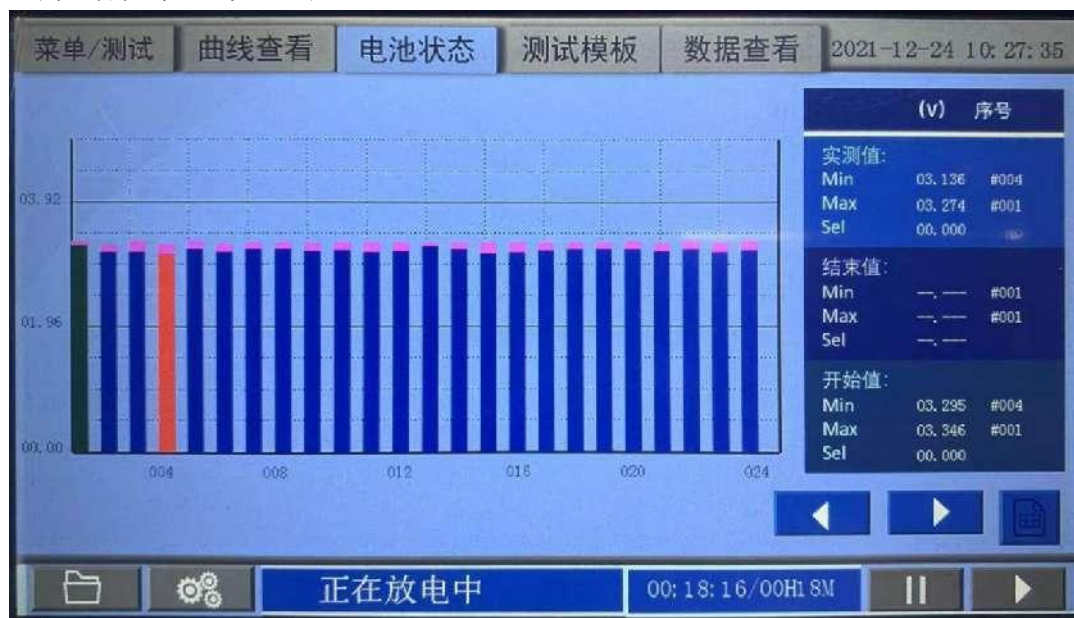 菜单/测试 曲线查看 电池状态 测试模板 数据查看 2021-12-24 10:27:35
(v) 序号
实测值:
Min 03.136 #004
Max 03.274 #001
Sel 00.000
结束值:
Min --.--- #001
Max --.--- #001
Sel --.---
开始值:
Min 03.295 #004
Max 03.346 #001
Sel 00.000
03.92
01.96
00.00
004 008 012 016 020 024
正在放电中 00:18:16/00H18M